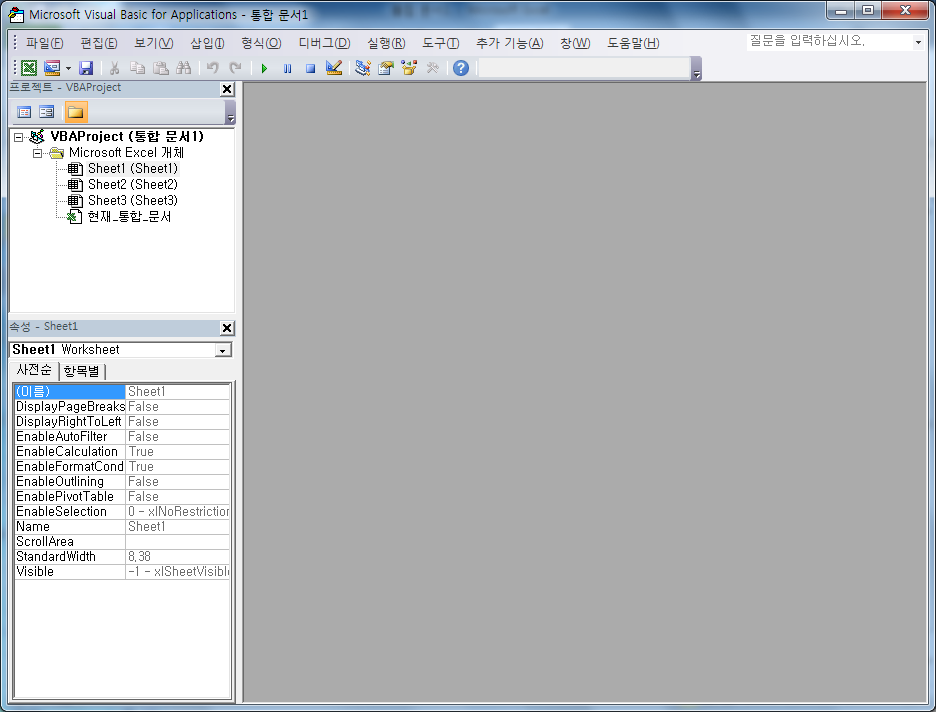 Microsoft Visual Basic for Applications - 통합 문서1
파일(F) 편집(E) 보기(V) 삽입(I) 형식(O) 디버그(D) 실행(R) 도구(T) 추가 기능(A) 창(W) 도움말(H) 질문을 입력하십시오.
프로젝트 - VBAProject
VBAProject (통합 문서1)
Microsoft Excel 개체
Sheet1 (Sheet1)
Sheet2 (Sheet2)
Sheet3 (Sheet3)
현재_통합_문서
속성 - Sheet1
Sheet1 Worksheet
사전순 항목별
(이름) Sheet1
DisplayPageBreaks False
DisplayRightToLeft False
EnableAutoFilter False
EnableCalculation True
EnableFormatCond True
EnableOutlining False
EnablePivotTable False
EnableSelection 0 - xlNoRestriction
Name Sheet1
ScrollArea
StandardWidth 8.38
Visible -1 - xlSheetVisible